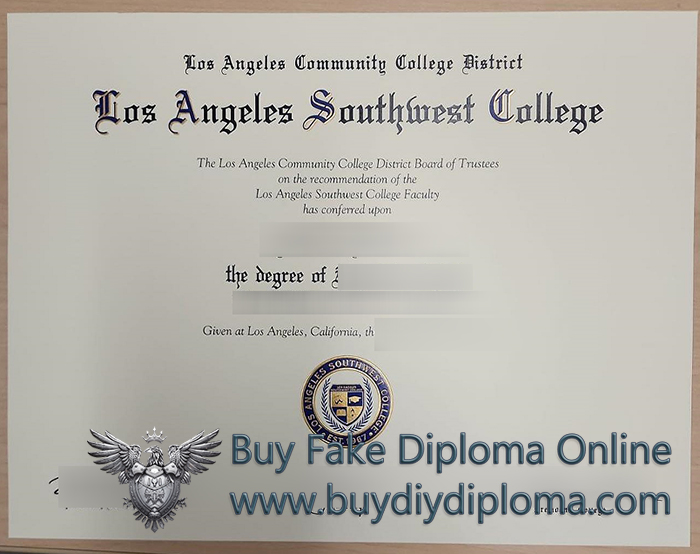 Los Angeles Community College District
Los Angeles Southwest College
The Los Angeles Community College District Board of Trustees
on the recommendation of the
Los Angeles Southwest College Faculty
has conferred upon
the degree of
Given at Los Angeles, California, th
LOS ANGELES SOUTHWEST COLLEGE
Buy Fake Diploma Online
www.buydiydiploma.com